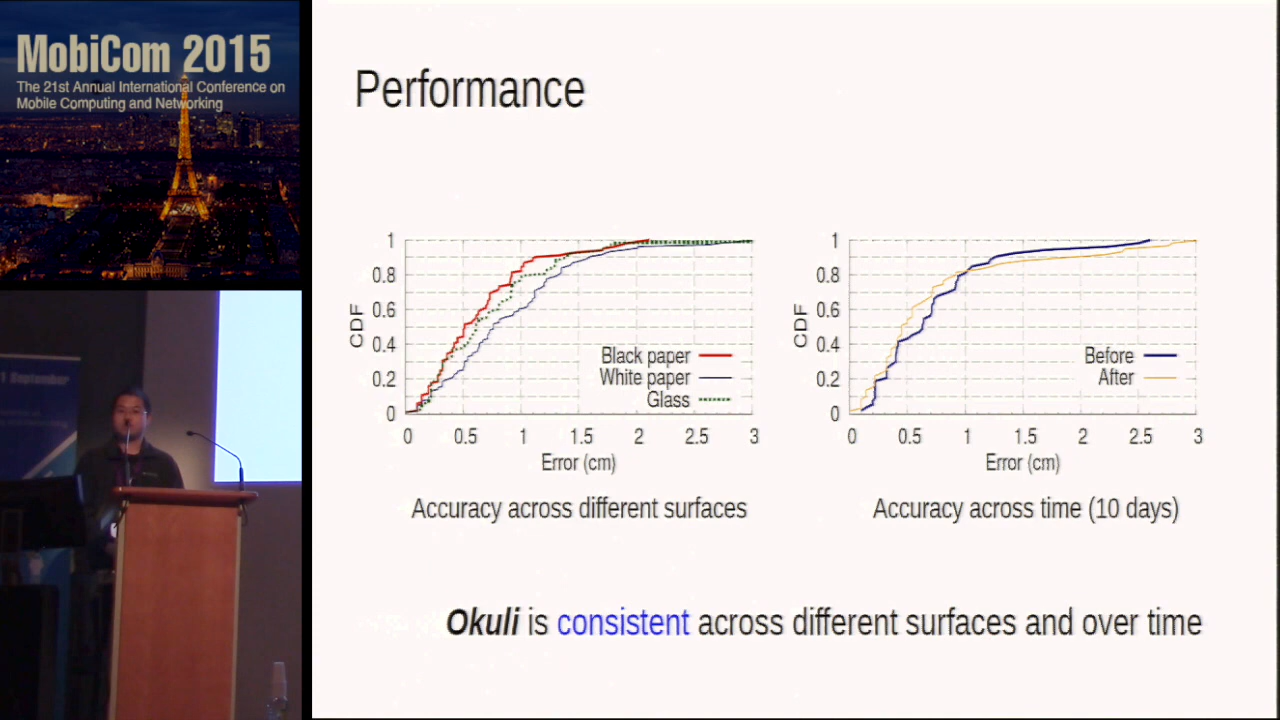 MobiCom 2015
The 21st Annual International Conference on
Mobile Computing and Networking
1 September
Performance
1
0.8
0.6
0.4
0.2
0
CDF
Black paper
White paper
Glass
0 0.5 1 1.5 2 2.5 3
Error (cm)
Accuracy across different surfaces
1
0.8
0.6
0.4
0.2
0
CDF
Before
After
0 0.5 1 1.5 2 2.5 3
Error (cm)
Accuracy across time (10 days)
Okuli is consistent across different surfaces and over time